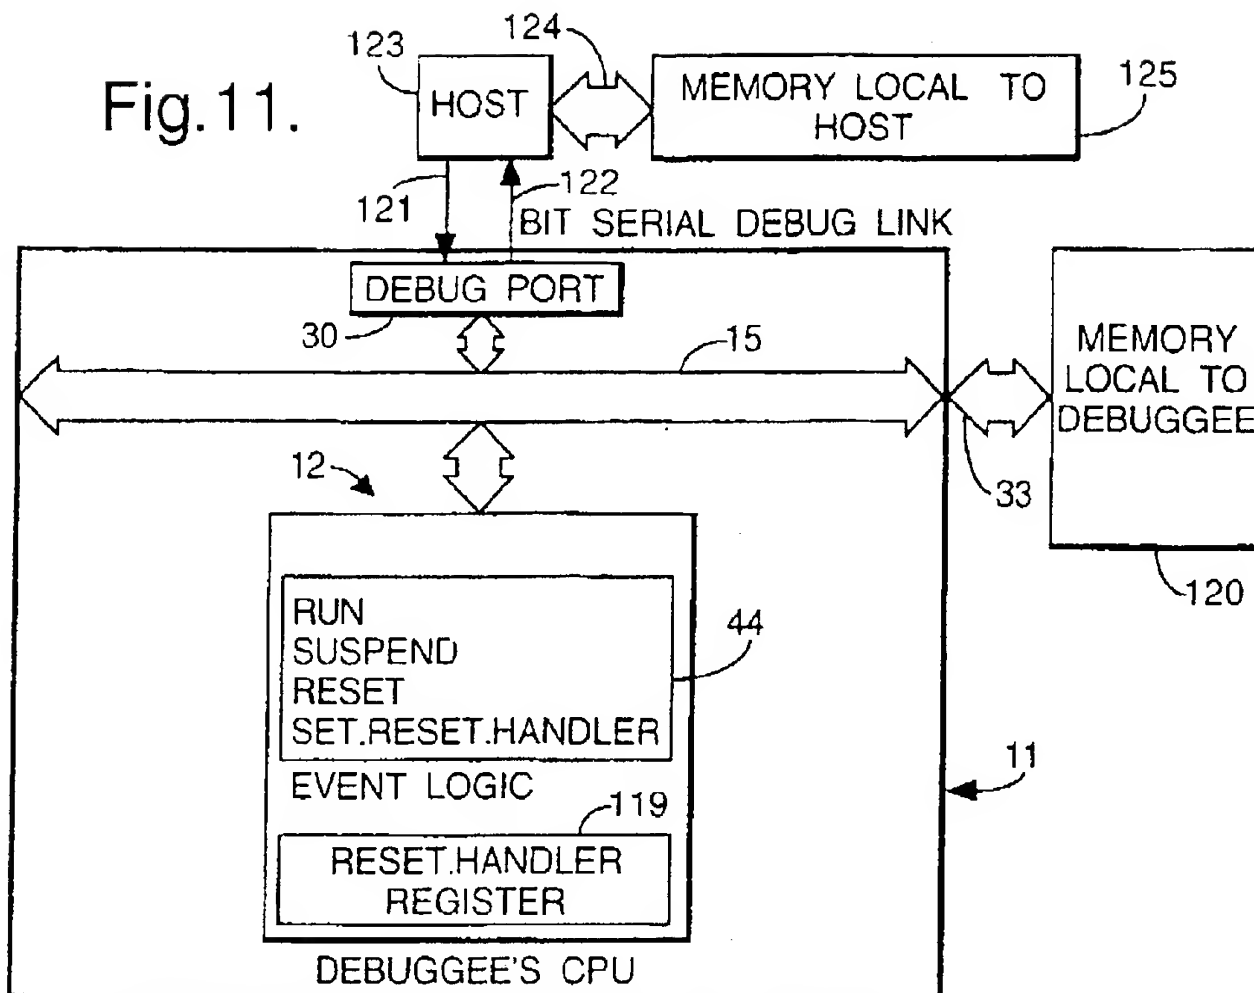 Fig.11.
123
124
125
HOST
MEMORY LOCAL TO
HOST
121
122
BIT SERIAL DEBUG LINK
DEBUG PORT
30
15
MEMORY
LOCAL TO
DEBUGGEE
33
120
12
RUN
SUSPEND
RESET
SET.RESET.HANDLER
44
EVENT LOGIC
119
11
RESET.HANDLER
REGISTER
DEBUGGEE'S CPU